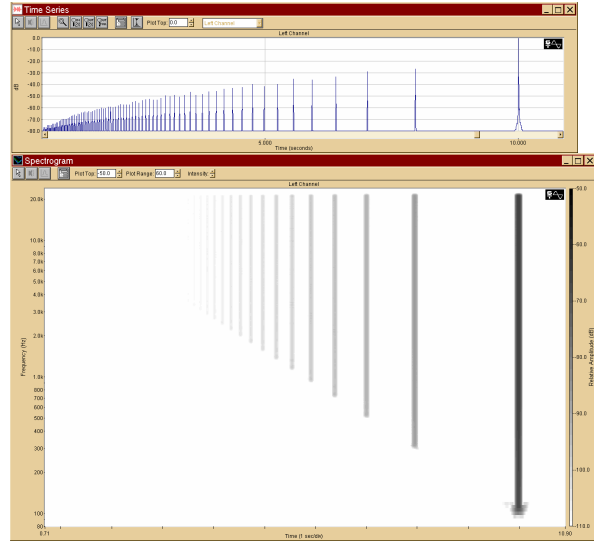 Time Series
Plot Top: 0.0 Left Channel
Left Channel
0.0
-10.0
-20.0
-30.0
-40.0
-50.0
-60.0
-70.0
-80.0
dB
5.000 10.000
Time (seconds)
Spectrogram
Plot Top: -50.0 Plot Range: 60.0 Intensity:
Left Channel
20.0k
10.0k
8.0k
7.0k
6.0k
5.0k
4.0k
3.0k
2.0k
1.0k
800
700
600
500
400
300
200
100
80
Frequency (Hz)
-50.0
-60.0
-70.0
-80.0
-90.0
-100.0
-110.0
Relative Amplitude (dB)
Time (1 sec/div)